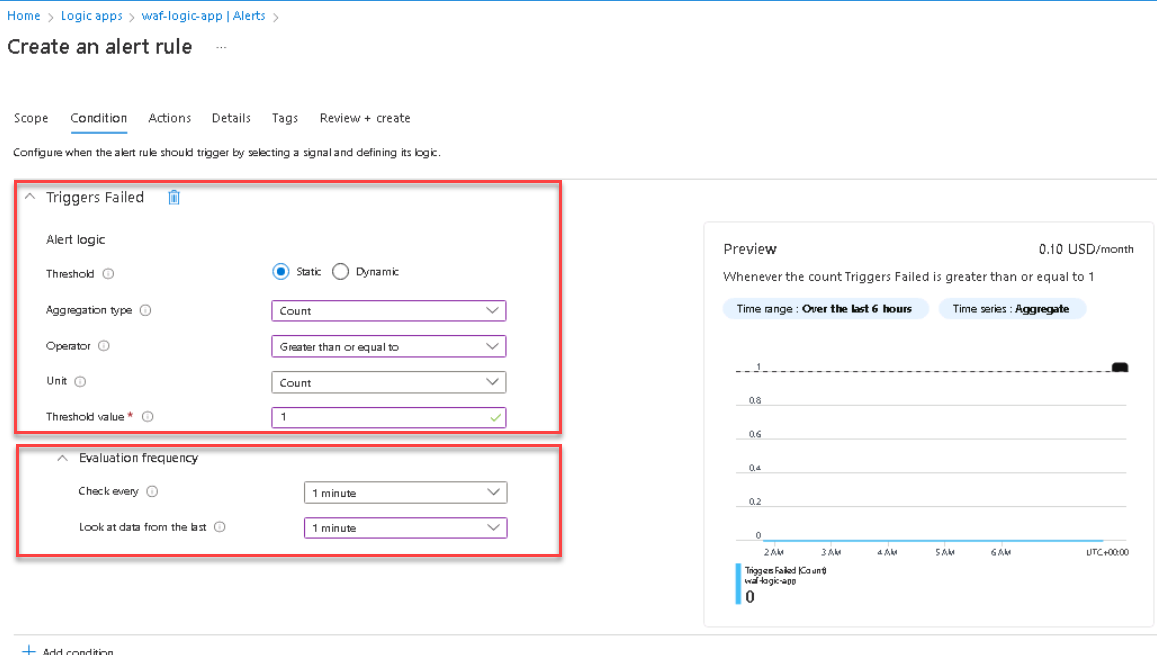 Home > Logic apps > waf-logic-app | Alerts >
Create an alert rule ...
Scope Condition Actions Details Tags Review + create
Configure when the alert rule should trigger by selecting a signal and defining its logic.
Triggers Failed
Alert logic
Threshold Static Dynamic
Aggregation type Count
Operator Greater than or equal to
Unit Count
Threshold value * 1
Evaluation frequency
Check every 1 minute
Look at data from the last 1 minute
Preview 0.10 USD/month
Whenever the count Triggers Failed is greater than or equal to 1
Time range : Over the last 6 hours Time series : Aggregate
1
0.8
0.6
0.4
0.2
0
2 AM 3 AM 4 AM 5 AM 6 AM UTC+00:00
Triggers Failed (Count)
waf-logic-app
0
+ Add condition